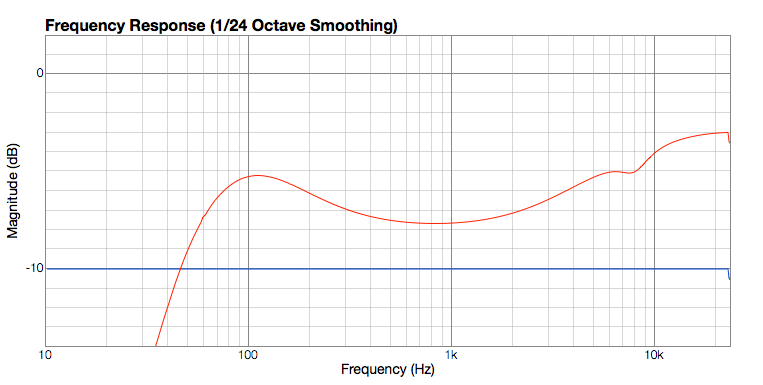 Frequency Response (1/24 Octave Smoothing)
0
Magnitude (dB)
-10
10
100
1k
10k
Frequency (Hz)